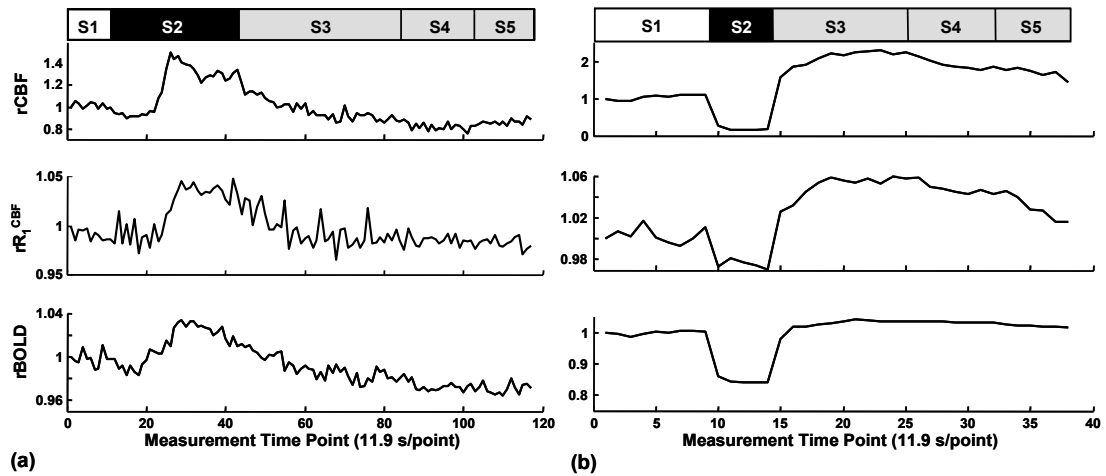 S1 S2 S3 S4 S5
rCBF
1.4
1.2
1
0.8
rR₁ᶜᴮᶠ
1.05
1
0.95
rBOLD
1.04
1
0.96
0 20 40 60 80 100 120
Measurement Time Point (11.9 s/point)
(a)
S1 S2 S3 S4 S5
2
1
0
1.06
1.02
0.98
1
0.9
0.8
0 5 10 15 20 25 30 35 40
Measurement Time Point (11.9 s/point)
(b)